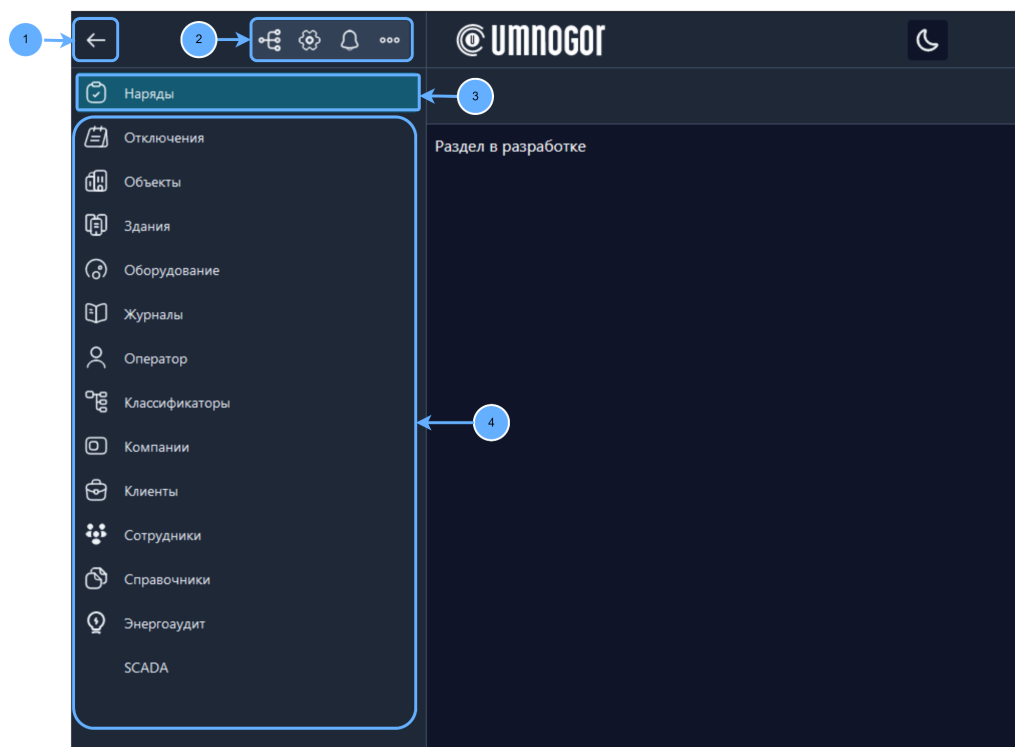 1
2
UMNOGOR
Наряды
3
Отключения
Раздел в разработке
Объекты
Здания
Оборудование
Журналы
Оператор
Классификаторы
4
Компании
Клиенты
Сотрудники
Справочники
Энергоаудит
SCADA